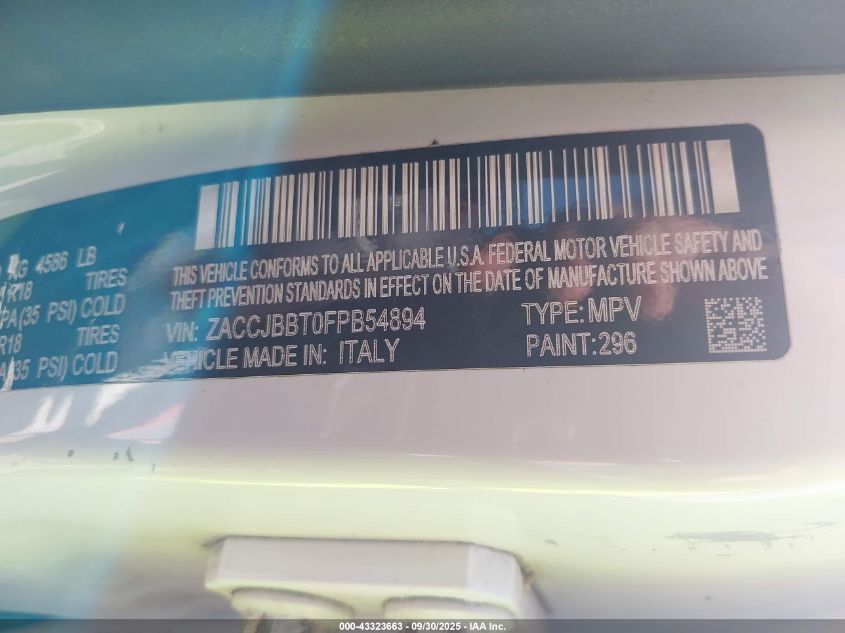 KG 4586 LB
R18 TIRES
PA(35 PSI) COLD
R18 TIRES
(35 PSI) COLD
THIS VEHICLE CONFORMS TO ALL APPLICABLE U.S.A. FEDERAL MOTOR VEHICLE SAFETY AND
THEFT PREVENTION STANDARDS IN EFFECT ON THE DATE OF MANUFACTURE SHOWN ABOVE
VIN: ZACCJBBT0FPB54894 TYPE: MPV
VEHICLE MADE IN: ITALY PAINT:296
000-43323663 - 09/30/2025 - IAA Inc.